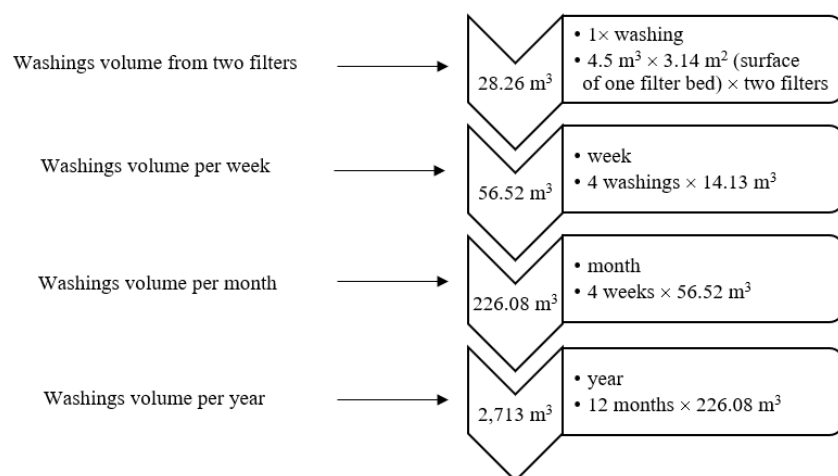 Washings volume from two filters
28.26 m³
• 1× washing
• 4.5 m³ × 3.14 m² (surface
of one filter bed) × two filters
Washings volume per week
56.52 m³
• week
• 4 washings × 14.13 m³
Washings volume per month
226.08 m³
• month
• 4 weeks × 56.52 m³
Washings volume per year
2,713 m³
• year
• 12 months × 226.08 m³